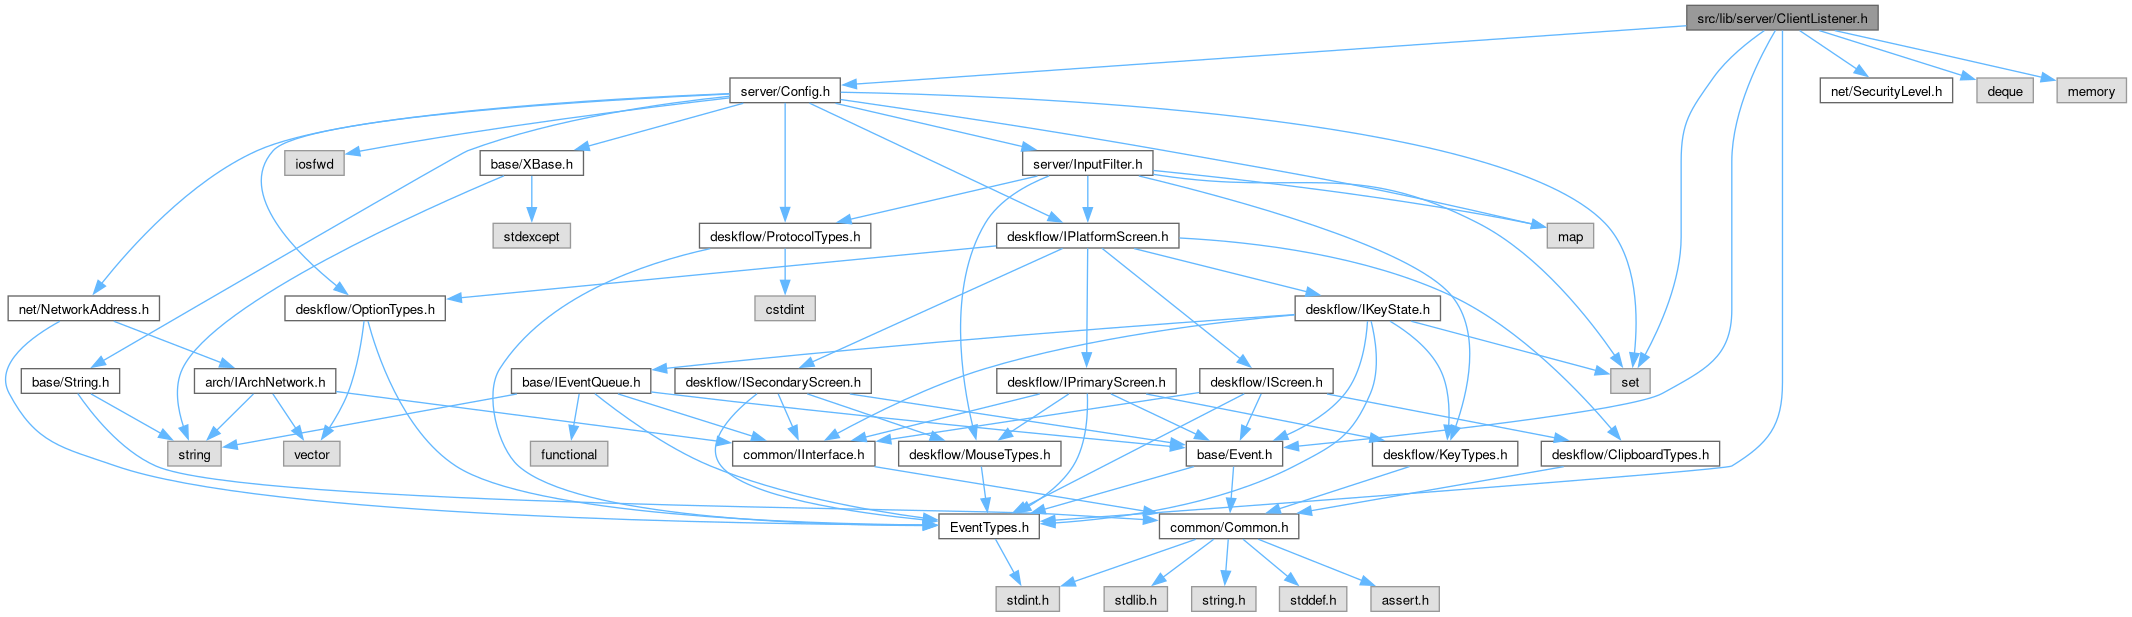 src/lib/server/ClientListener.h
server/Config.h
net/SecurityLevel.h
deque
memory
iosfwd
base/XBase.h
server/InputFilter.h
stdexcept
deskflow/ProtocolTypes.h
deskflow/IPlatformScreen.h
map
net/NetworkAddress.h
deskflow/OptionTypes.h
cstdint
deskflow/IKeyState.h
base/String.h
arch/IArchNetwork.h
base/IEventQueue.h
deskflow/ISecondaryScreen.h
deskflow/IPrimaryScreen.h
deskflow/IScreen.h
set
string
vector
functional
common/IInterface.h
deskflow/MouseTypes.h
base/Event.h
deskflow/KeyTypes.h
deskflow/ClipboardTypes.h
EventTypes.h
common/Common.h
stdint.h
stdlib.h
string.h
stddef.h
assert.h